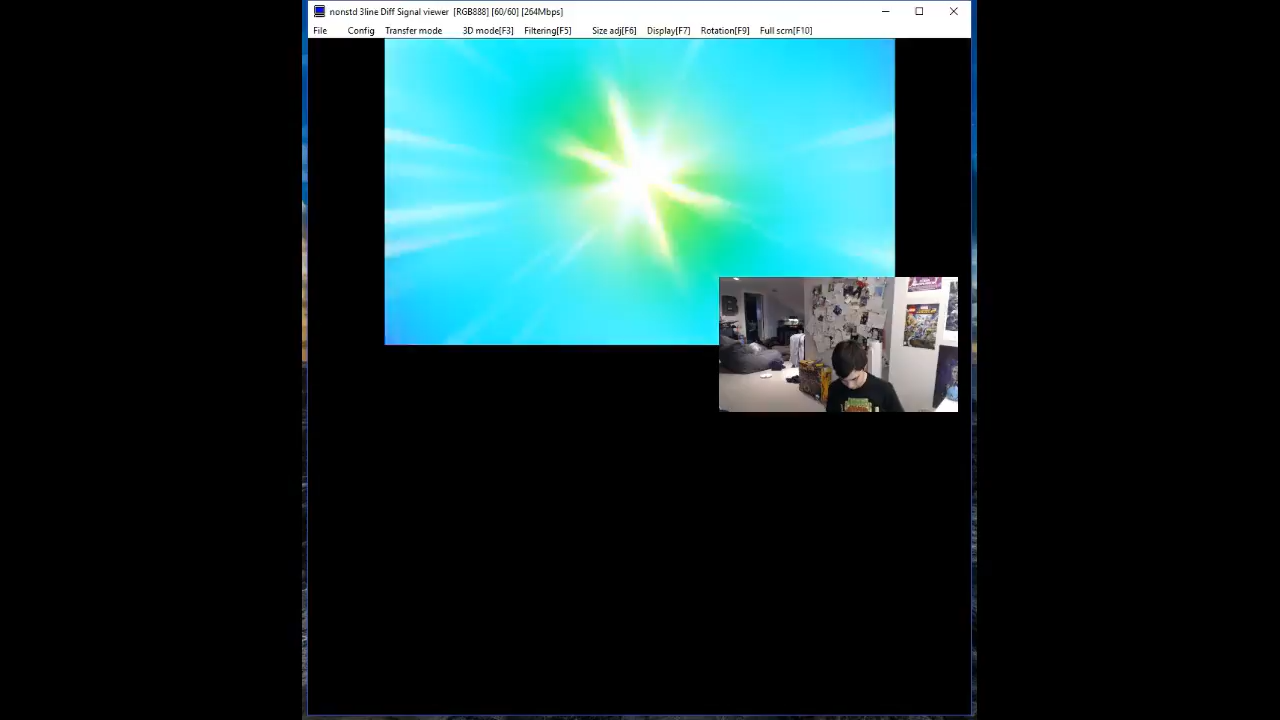 nonstd 3line Diff Signal viewer [RGB888] [60/60] [264Mbps]
File Config Transfer mode 3D mode[F3] Filtering[F5] Size adj[F6] Display[F7] Rotation[F9] Full scrn[F10]
B